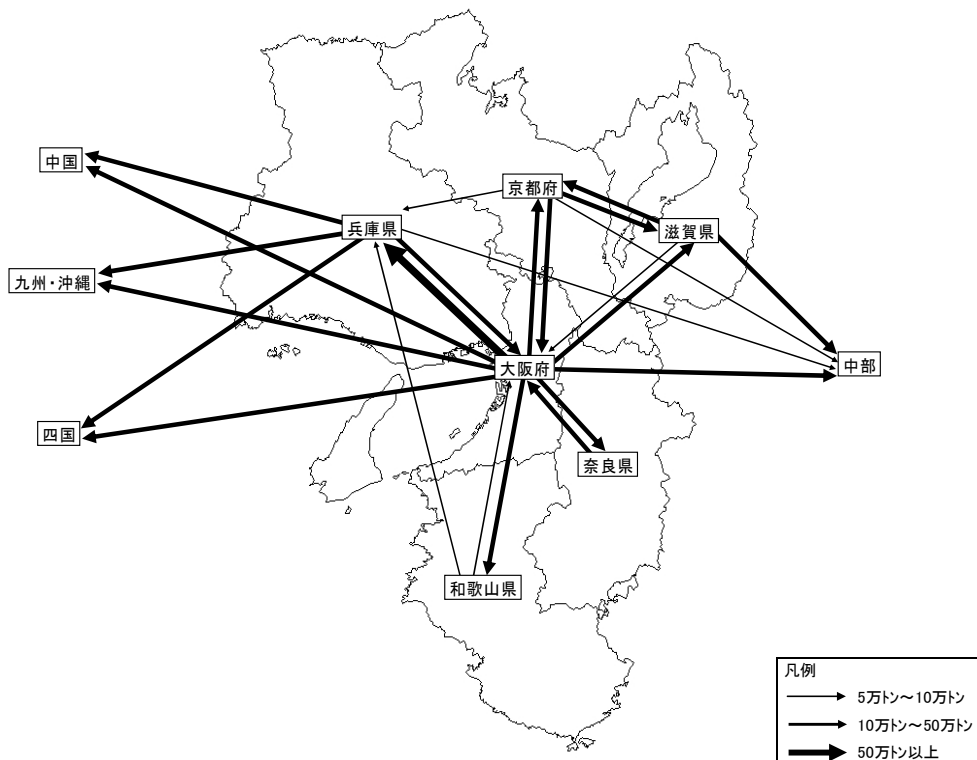 中国
京都府
兵庫県
滋賀県
九州・沖縄
大阪府
中部
四国
奈良県
和歌山県
凡例
5万トン～10万トン
10万トン～50万トン
50万トン以上